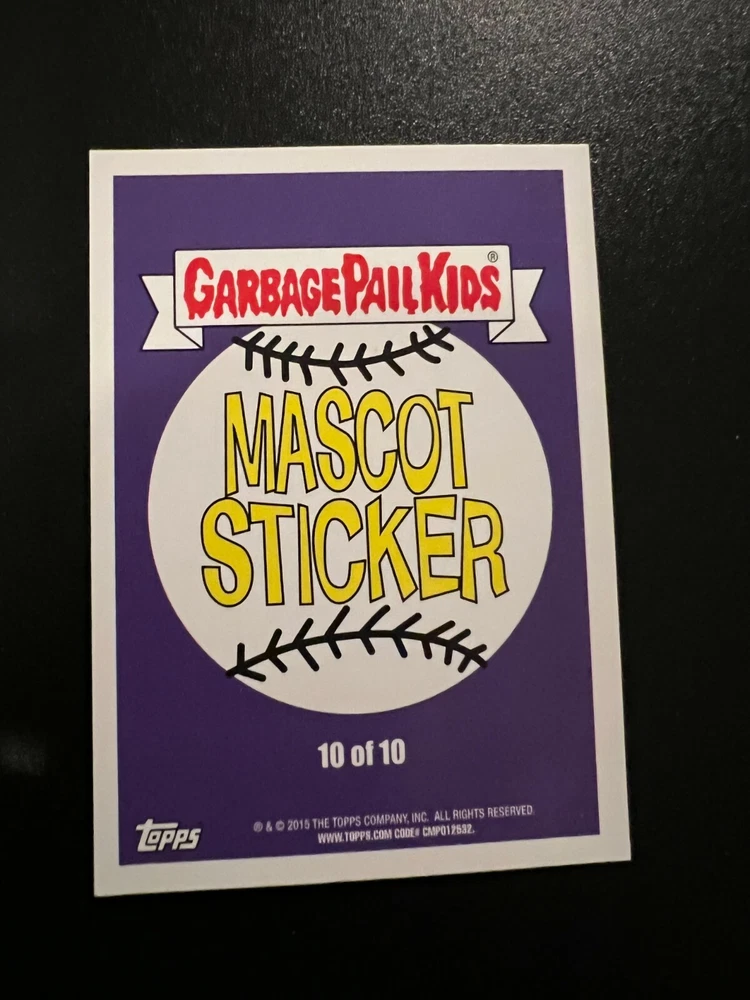 GARBAGE PAIL KIDS®
MASCOT
STICKER
10 of 10
TOPPS
® & © 2015 THE TOPPS COMPANY, INC. ALL RIGHTS RESERVED.
WWW.TOPPS.COM CODE# CMP012532.